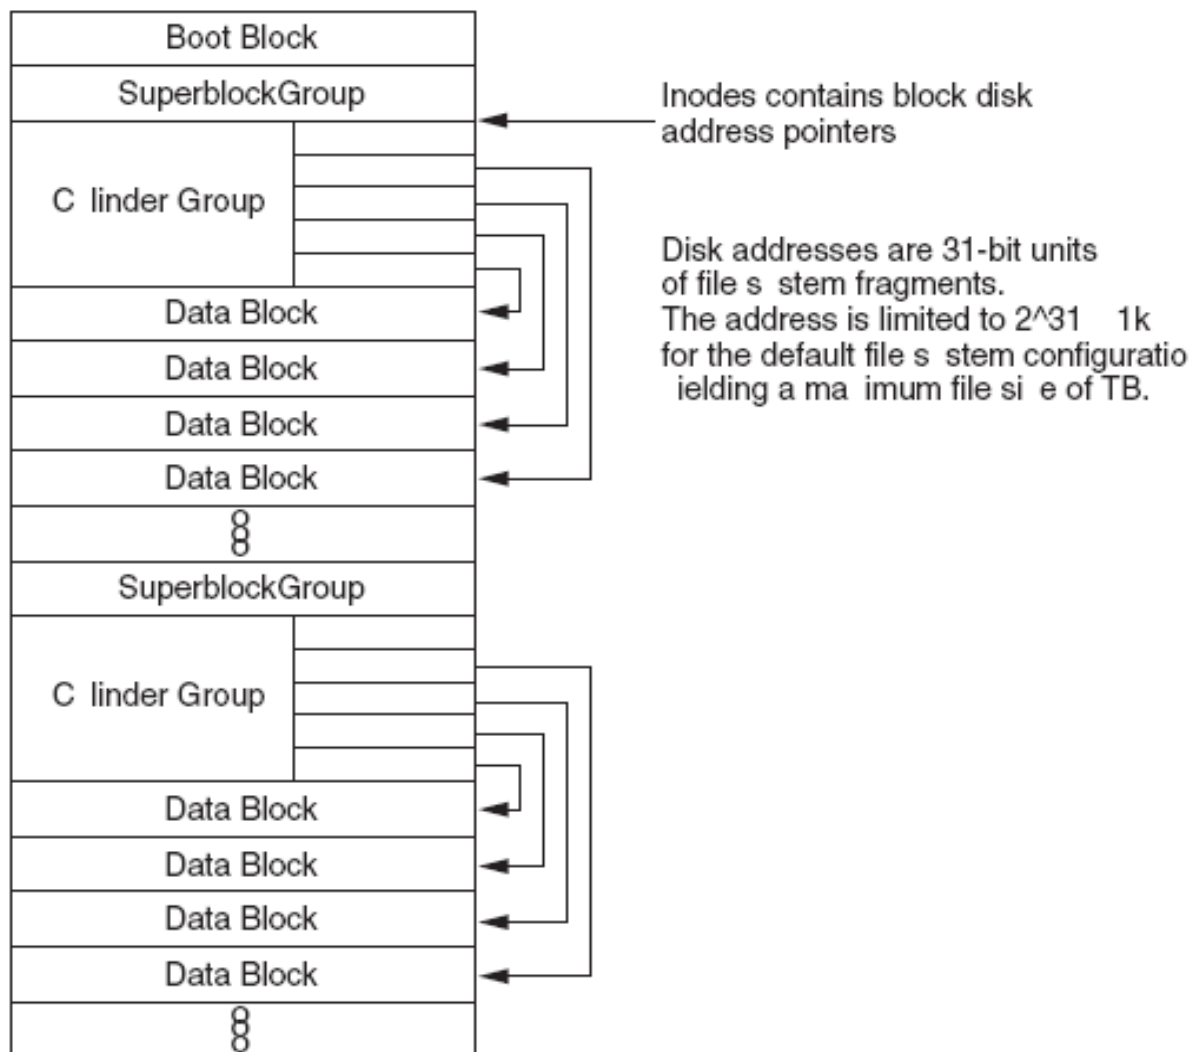 Boot Block
SuperblockGroup
Inodes contains block disk
address pointers
C linder Group
Disk addresses are 31-bit units
of file s stem fragments.
The address is limited to 2^31 1k
for the default file s stem configuratio
ielding a ma imum file si e of TB.
Data Block
Data Block
Data Block
Data Block
SuperblockGroup
C linder Group
Data Block
Data Block
Data Block
Data Block